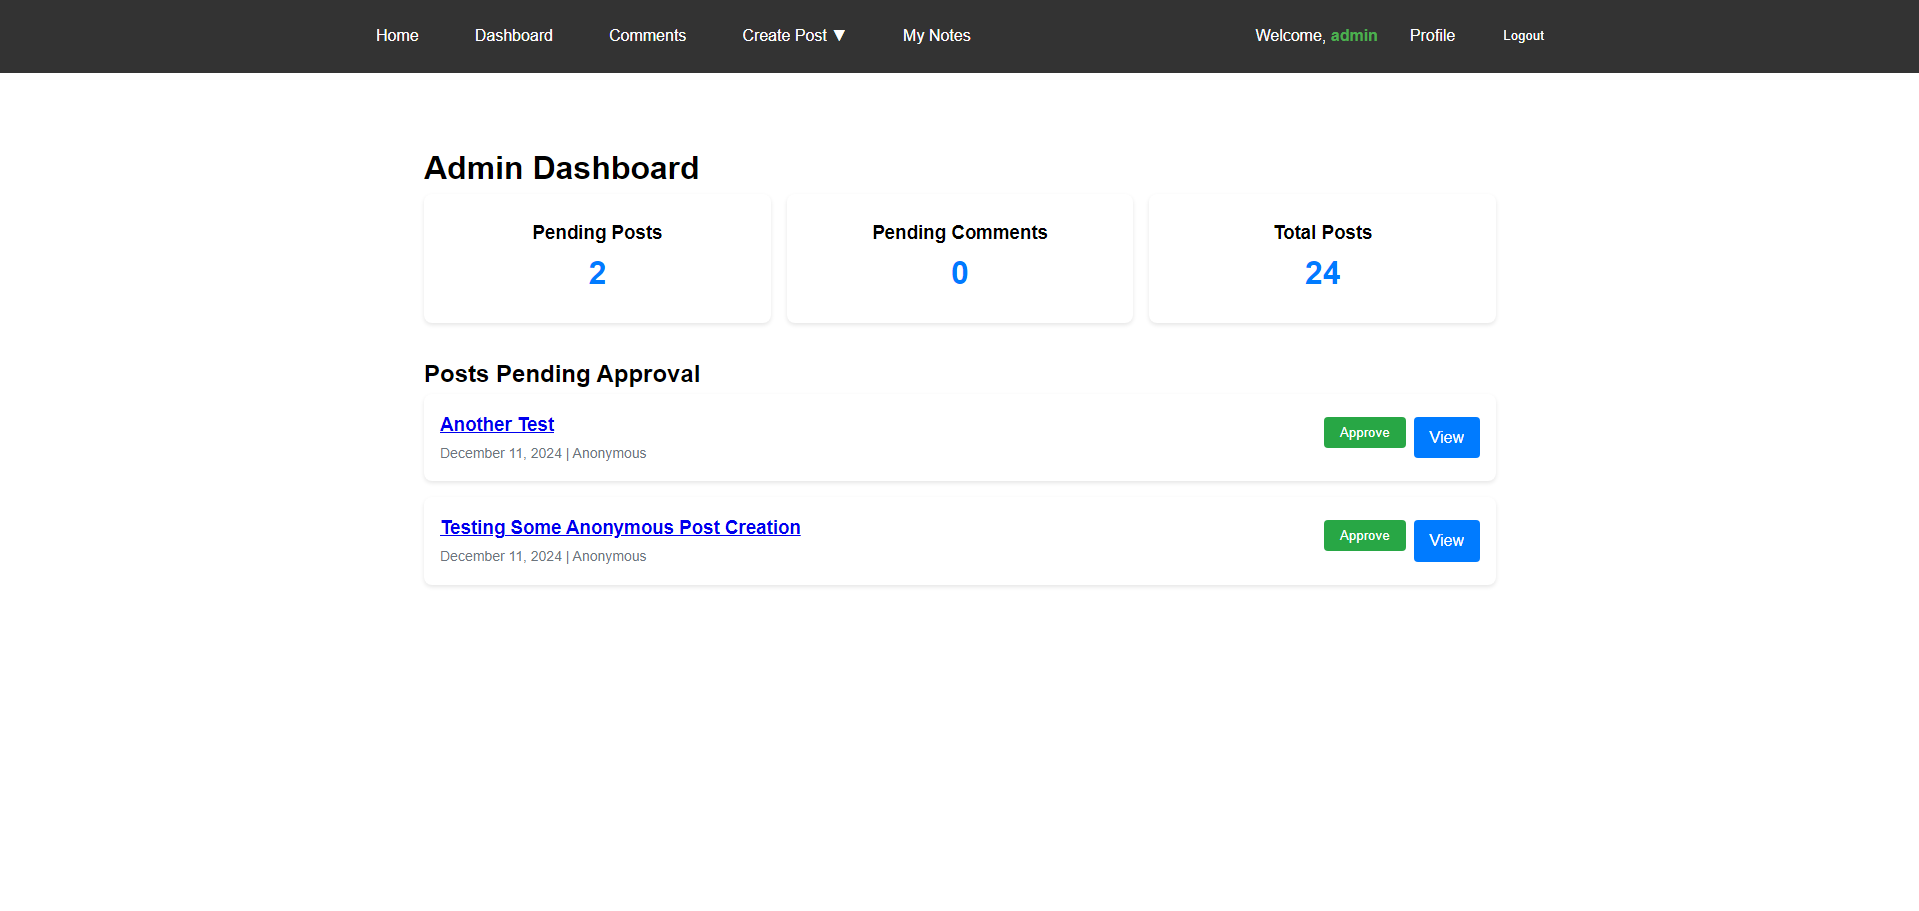 Home Dashboard Comments Create Post ▼ My Notes Welcome, admin Profile Logout
Admin Dashboard
Pending Posts Pending Comments Total Posts
2 0 24
Posts Pending Approval
Another Test
December 11, 2024 | Anonymous
Approve View
Testing Some Anonymous Post Creation
December 11, 2024 | Anonymous
Approve View